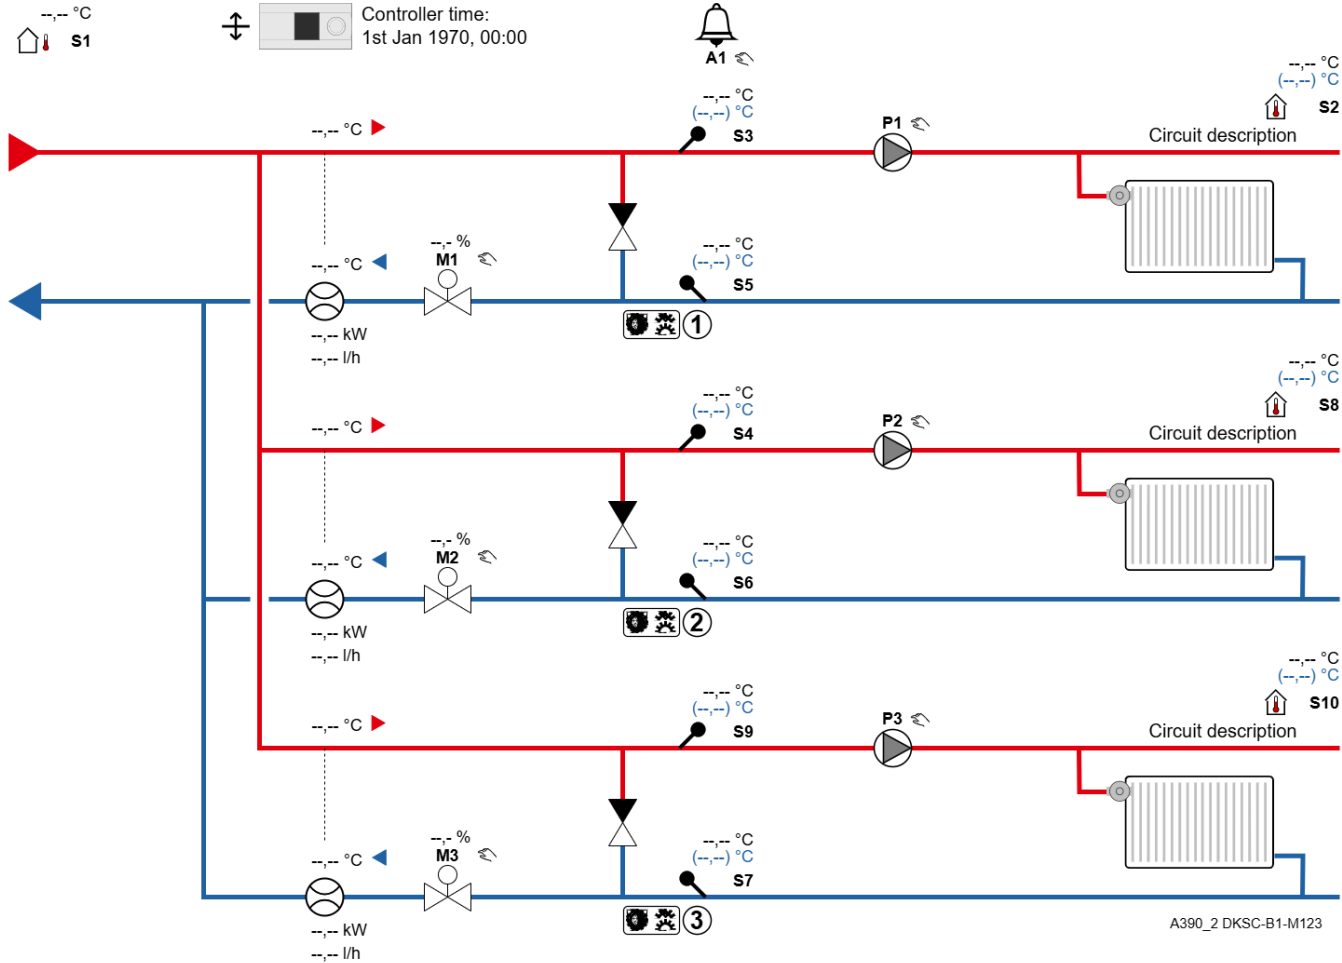 --,-- °C
S1
Controller time:
1st Jan 1970, 00:00
A1
--,-- °C
(--,--) °C
S2
Circuit description
--,-- °C
(--,--) °C
S3
P1
--,-- °C
--,-- °C
--,- %
M1
--,-- °C
(--,--) °C
S5
--,-- kW
--,-- l/h
1
--,-- °C
(--,--) °C
S8
Circuit description
--,-- °C
(--,--) °C
S4
P2
--,-- °C
--,-- °C
--,- %
M2
--,-- °C
(--,--) °C
S6
--,-- kW
--,-- l/h
2
--,-- °C
(--,--) °C
S10
Circuit description
--,-- °C
(--,--) °C
S9
P3
--,-- °C
--,-- °C
--,- %
M3
--,-- °C
(--,--) °C
S7
--,-- kW
--,-- l/h
3
A390_2 DKSC-B1-M123